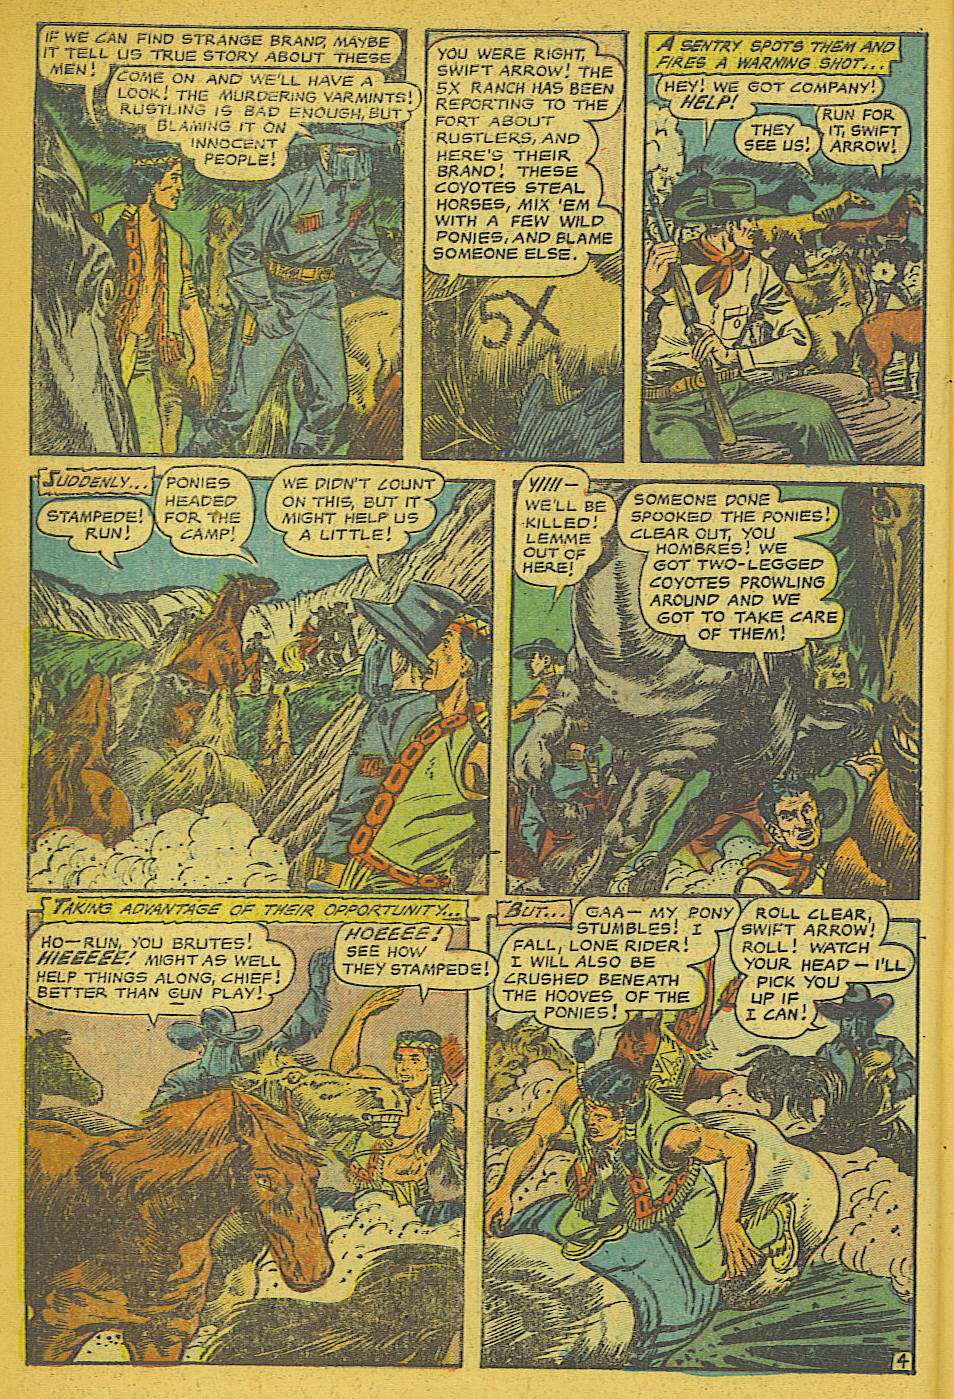 IF WE CAN FIND STRANGE BRAND, MAYBE
IT TELL US TRUE STORY ABOUT THESE
MEN!
COME ON AND WE'LL HAVE A
LOOK! THE MURDERING VARMINTS!
RUSTLING IS BAD ENOUGH, BUT
BLAMING IT ON
INNOCENT
PEOPLE!
YOU WERE RIGHT,
SWIFT ARROW! THE
5X RANCH HAS BEEN
REPORTING TO THE
FORT ABOUT
RUSTLERS, AND
HERE'S THEIR
BRAND! THESE
COYOTES STEAL
HORSES, MIX 'EM
WITH A FEW WILD
PONIES, AND BLAME
SOMEONE ELSE.
5X
A SENTRY SPOTS THEM AND
FIRES A WARNING SHOT...
HEY! WE GOT COMPANY!
HELP!
THEY
SEE US!
RUN FOR
IT, SWIFT
ARROW!
SUDDENLY...
STAMPEDE!
RUN!
PONIES
HEADED
FOR THE
CAMP!
WE DIDN'T COUNT
ON THIS, BUT IT
MIGHT HELP US
A LITTLE!
YIIII-
WE'LL BE
KILLED!
LEMME
OUT OF
HERE!
SOMEONE DONE
SPOOKED THE PONIES!
CLEAR OUT, YOU
HOMBRES! WE
GOT TWO-LEGGED
COYOTES PROWLING
AROUND AND WE
GOT TO TAKE CARE
OF THEM!
TAKING ADVANTAGE OF THEIR OPPORTUNITY...
HO-RUN, YOU BRUTES!
HIEEEEE! MIGHT AS WELL
HELP THINGS ALONG, CHIEF!
BETTER THAN GUN PLAY!
HOEEEE!
SEE HOW
THEY STAMPEDE!
BUT...
GAA- MY PONY
STUMBLES! I
FALL, LONE RIDER!
I WILL ALSO BE
CRUSHED BENEATH
THE HOOVES OF THE
PONIES!
ROLL CLEAR,
SWIFT ARROW!
ROLL! WATCH
YOUR HEAD-I'LL
PICK YOU
UP IF
I CAN!
4